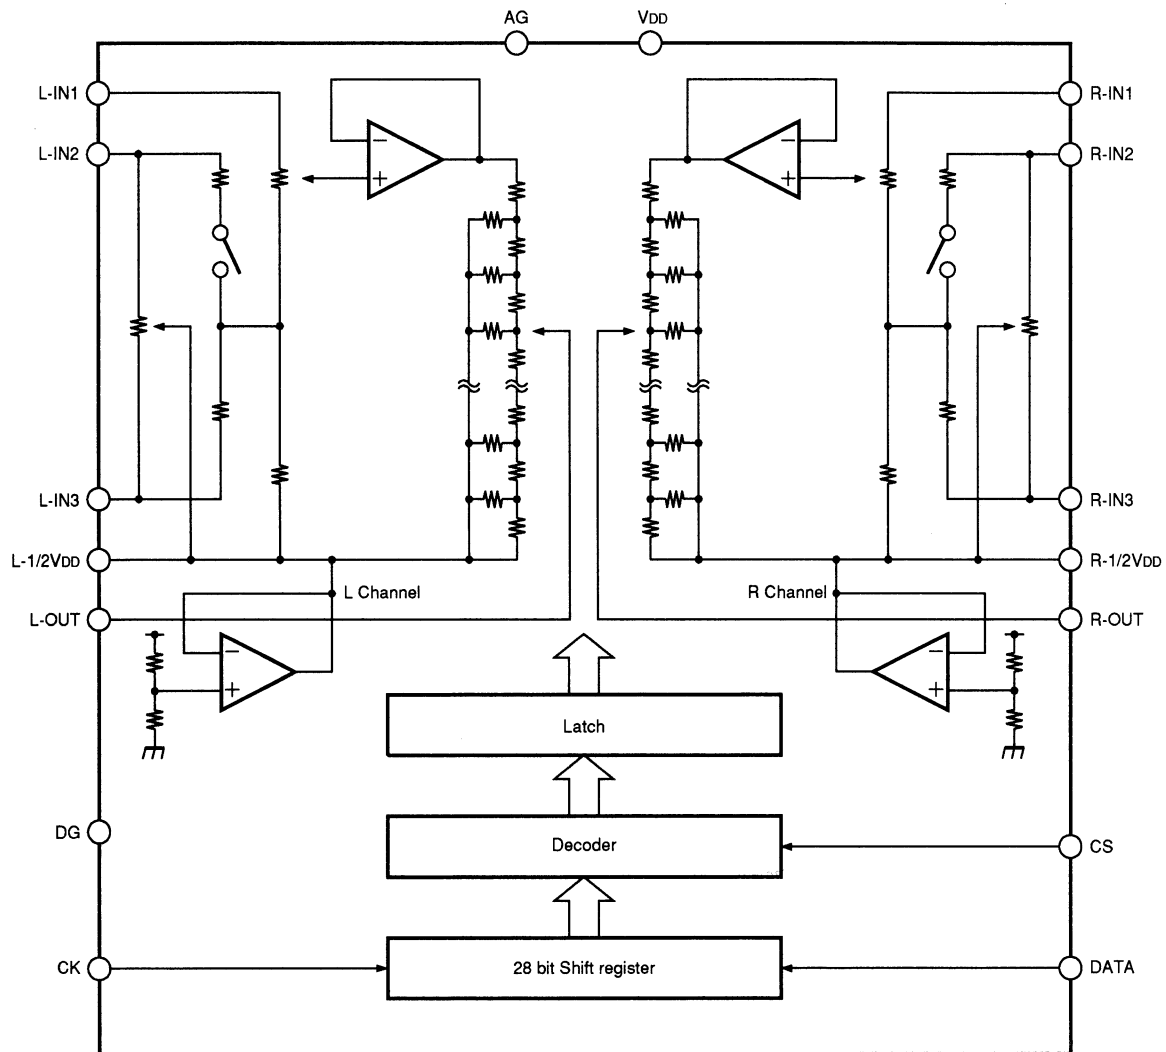 AG
VDD
L-IN1
R-IN1
L-IN2
R-IN2
L-IN3
R-IN3
L-1/2VDD
R-1/2VDD
L Channel
R Channel
L-OUT
R-OUT
−
+
−
+
−
+
−
+
Latch
DG
Decoder
CS
CK
28 bit Shift register
DATA